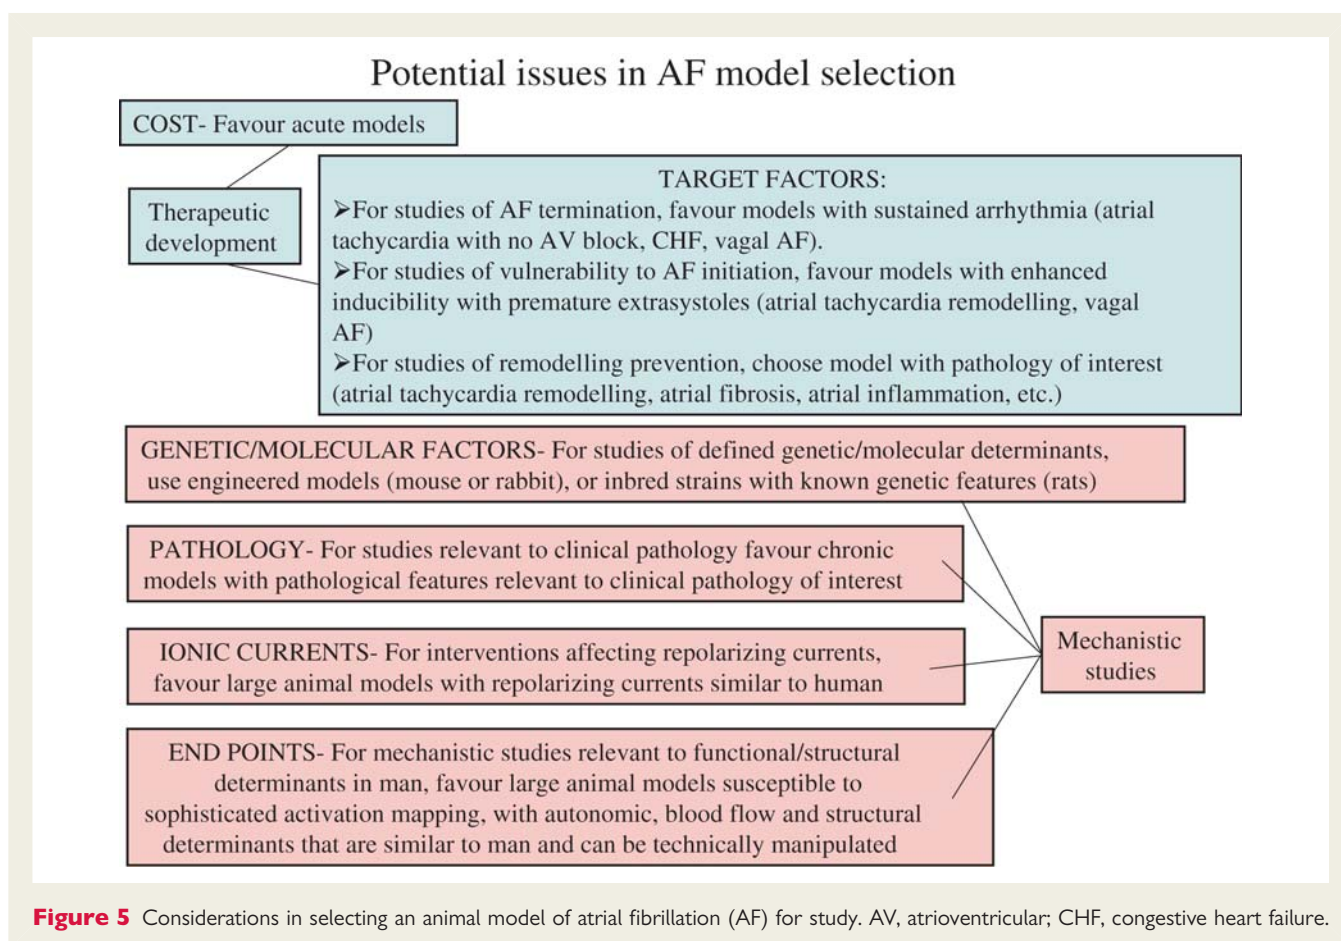 Potential issues in AF model selection
COST- Favour acute models
Therapeutic
development
TARGET FACTORS:
➤For studies of AF termination, favour models with sustained arrhythmia (atrial
tachycardia with no AV block, CHF, vagal AF).
➤For studies of vulnerability to AF initiation, favour models with enhanced
inducibility with premature extrasystoles (atrial tachycardia remodelling, vagal
AF)
➤For studies of remodelling prevention, choose model with pathology of interest
(atrial tachycardia remodelling, atrial fibrosis, atrial inflammation, etc.)
GENETIC/MOLECULAR FACTORS- For studies of defined genetic/molecular determinants,
use engineered models (mouse or rabbit), or inbred strains with known genetic features (rats)
PATHOLOGY- For studies relevant to clinical pathology favour chronic
models with pathological features relevant to clinical pathology of interest
IONIC CURRENTS- For interventions affecting repolarizing currents,
favour large animal models with repolarizing currents similar to human
Mechanistic
studies
END POINTS- For mechanistic studies relevant to functional/structural
determinants in man, favour large animal models susceptible to
sophisticated activation mapping, with autonomic, blood flow and structural
determinants that are similar to man and can be technically manipulated
Figure 5 Considerations in selecting an animal model of atrial fibrillation (AF) for study. AV, atrioventricular; CHF, congestive heart failure.